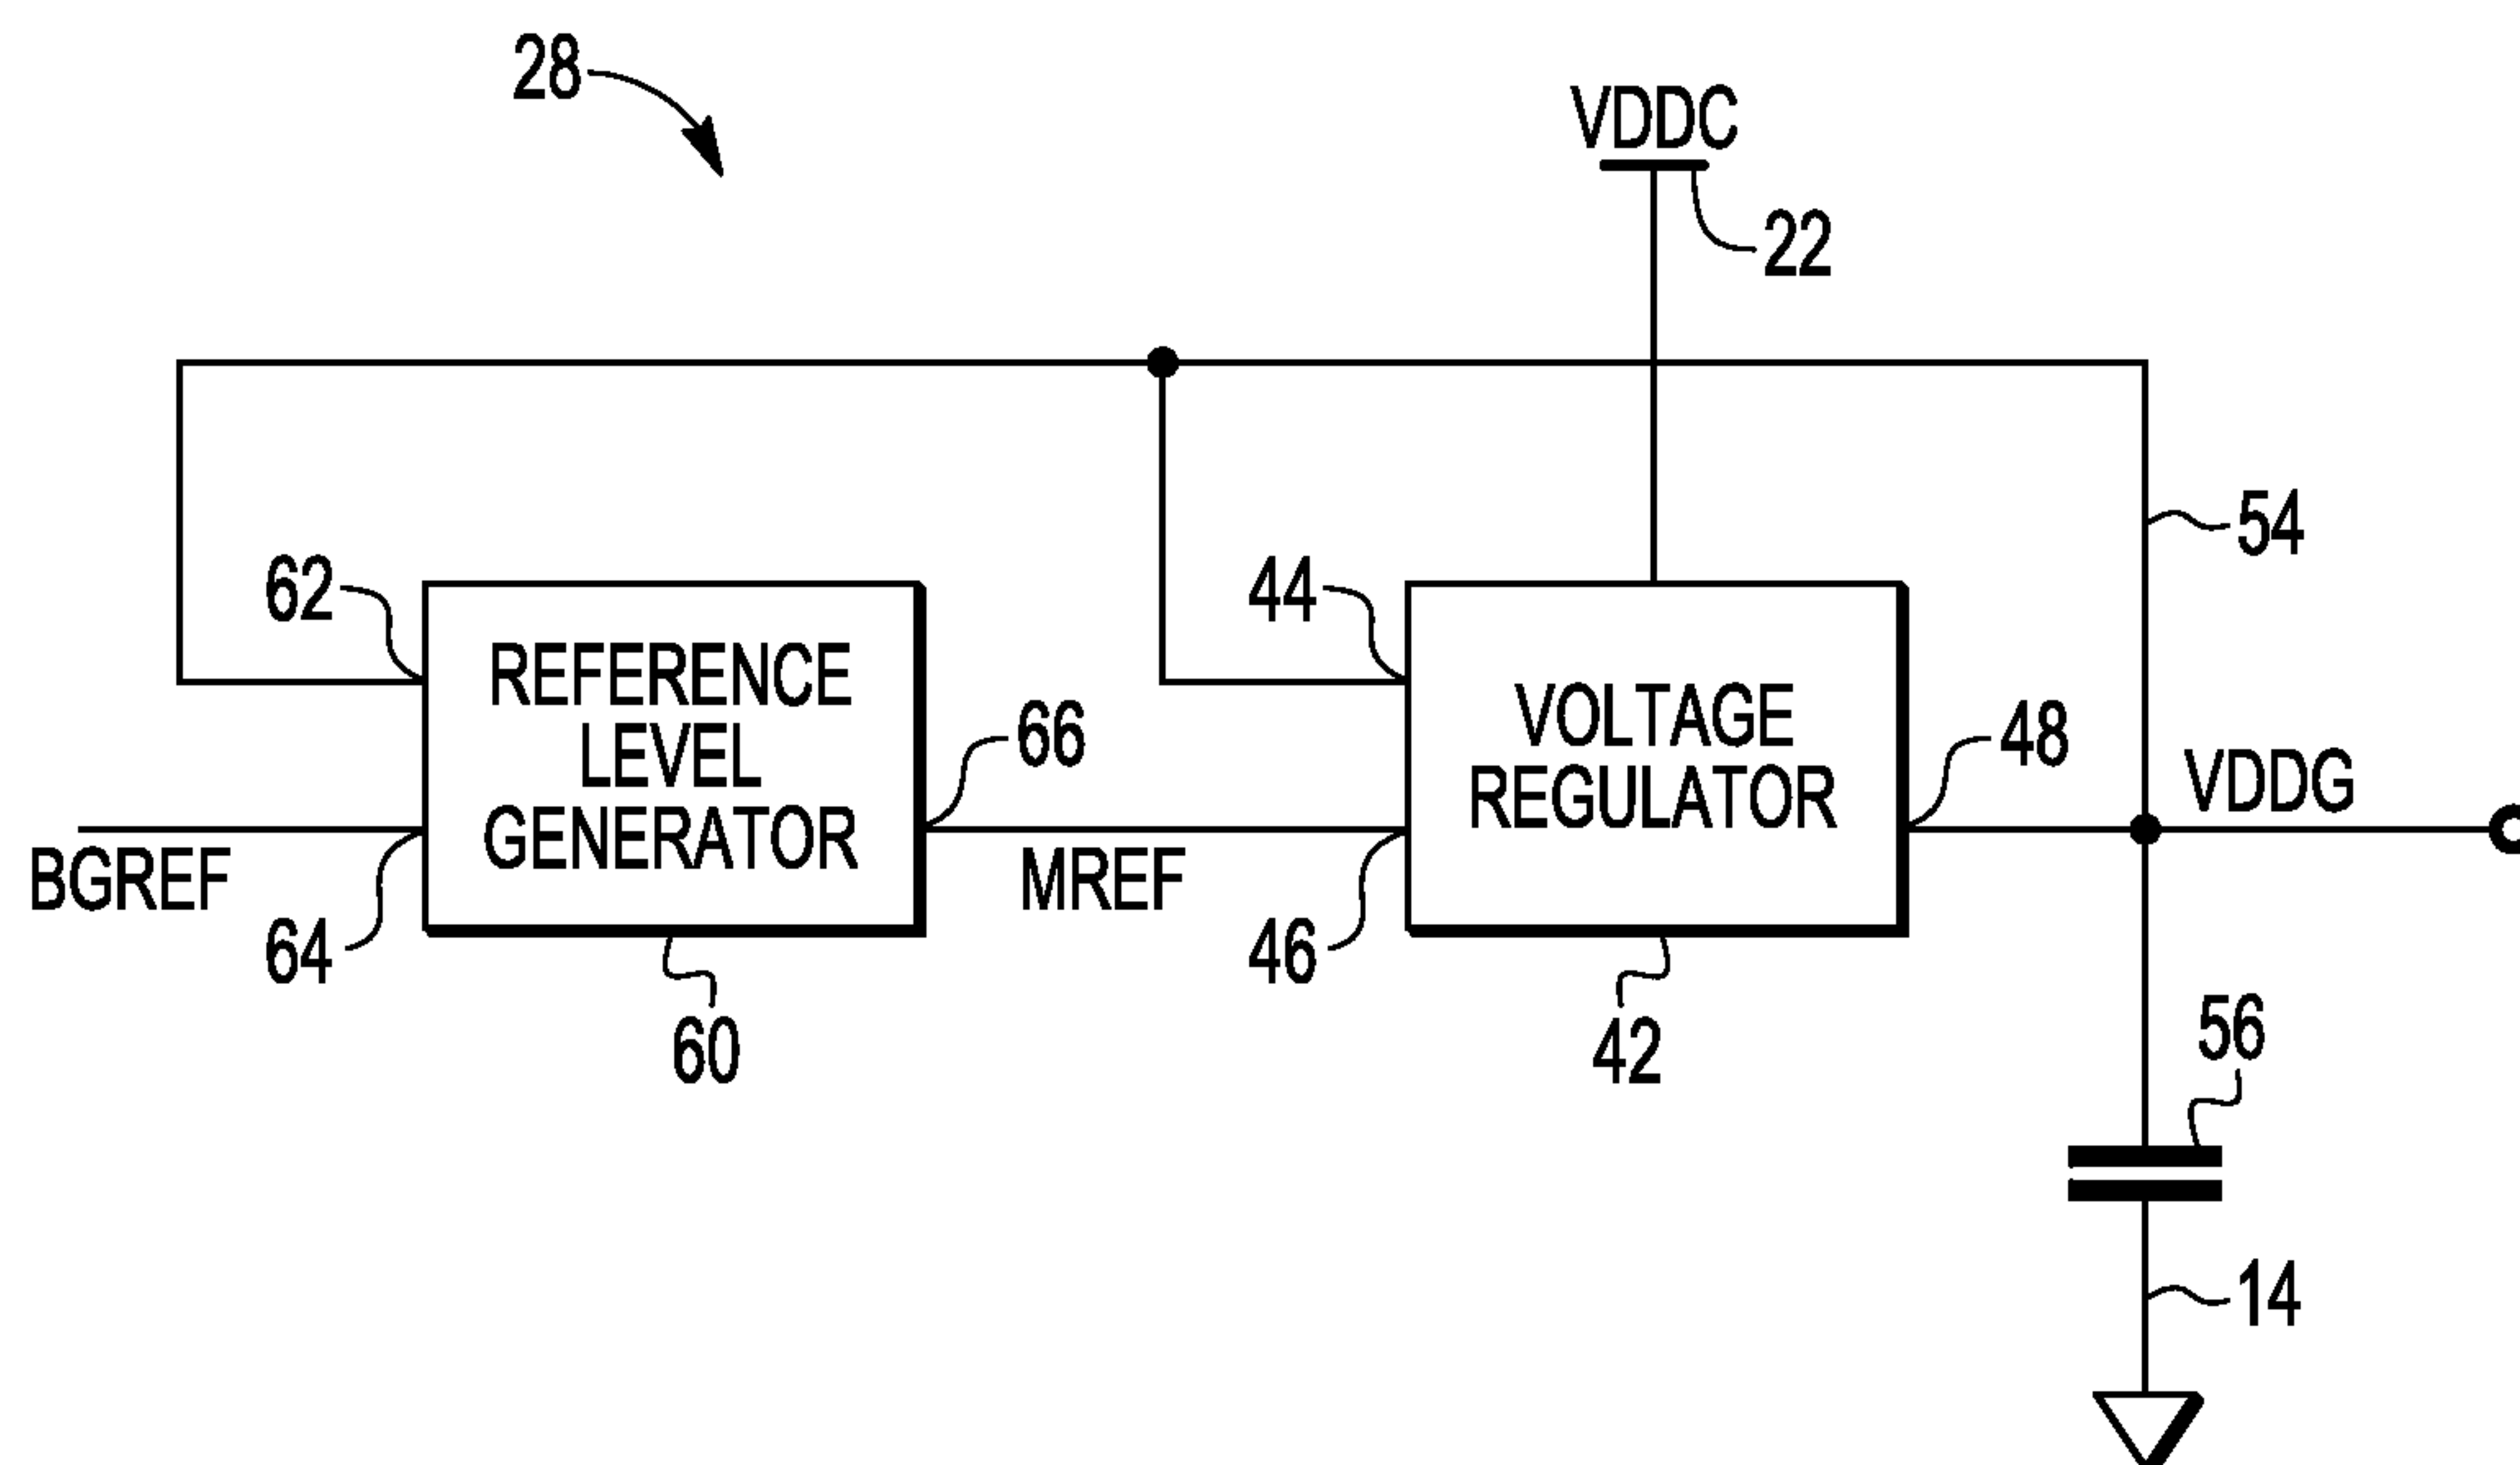 28
VDDC
22
54
62
44
REFERENCE
LEVEL
GENERATOR
66
VOLTAGE
REGULATOR
48
VDDG
BGREF
MREF
64
46
60
42
56
14